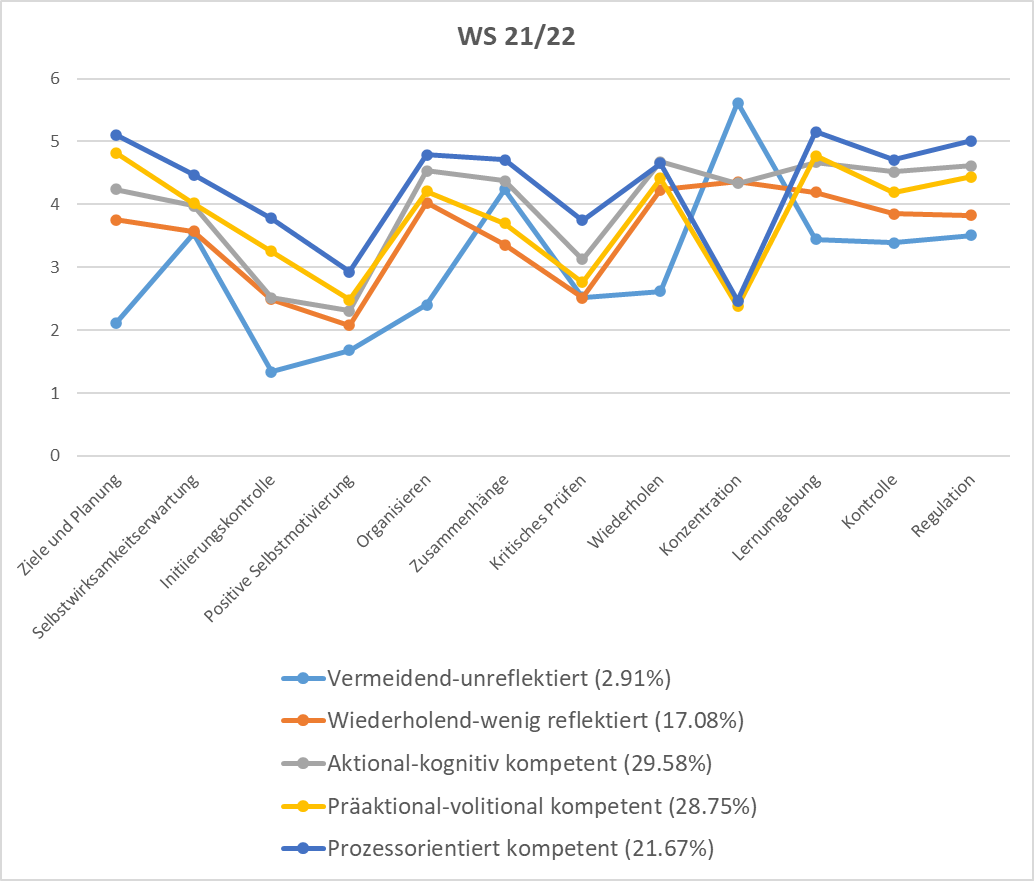 WS 21/22
6
5
4
3
2
1
0
Ziele und Planung
Selbstwirksamkeitserwartung
Initiierungskontrolle
Positive Selbstmotivierung
Organisieren
Zusammenhänge
Kritisches Prüfen
Wiederholen
Konzentration
Lernumgebung
Kontrolle
Regulation
Vermeidend-unreflektiert (2.91%)
Wiederholend-wenig reflektiert (17.08%)
Aktional-kognitiv kompetent (29.58%)
Präaktional-volitional kompetent (28.75%)
Prozessorientiert kompetent (21.67%)